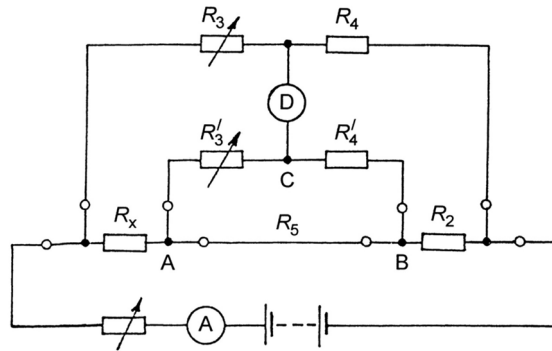 R₃ R₄
D
R₃′ R₄′
C
Rₓ R₅ R₂
A B
A